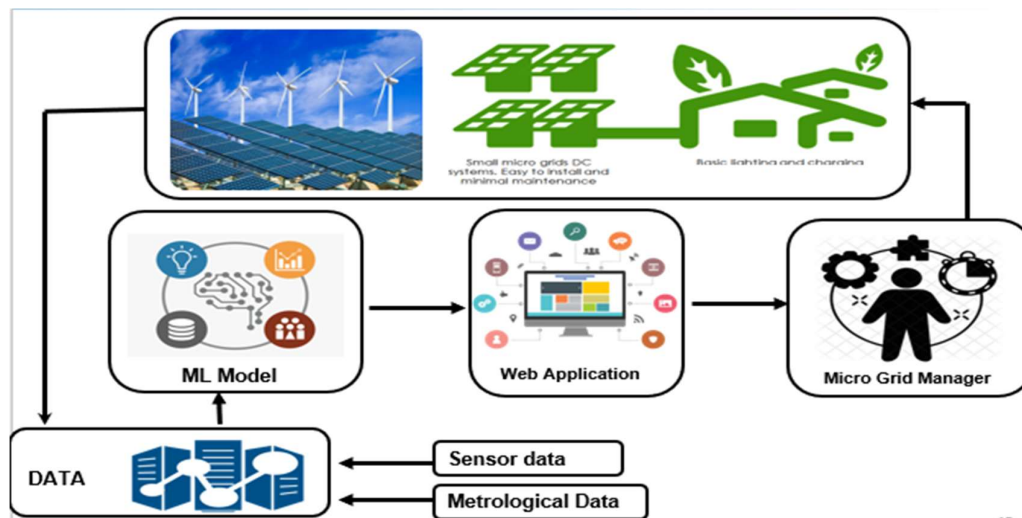 Small micro grids DC
systems. Easy to install and
minimal maintenance
Basic lighting and charging
ML Model
Web Application
Micro Grid Manager
DATA
Sensor data
Metrological Data